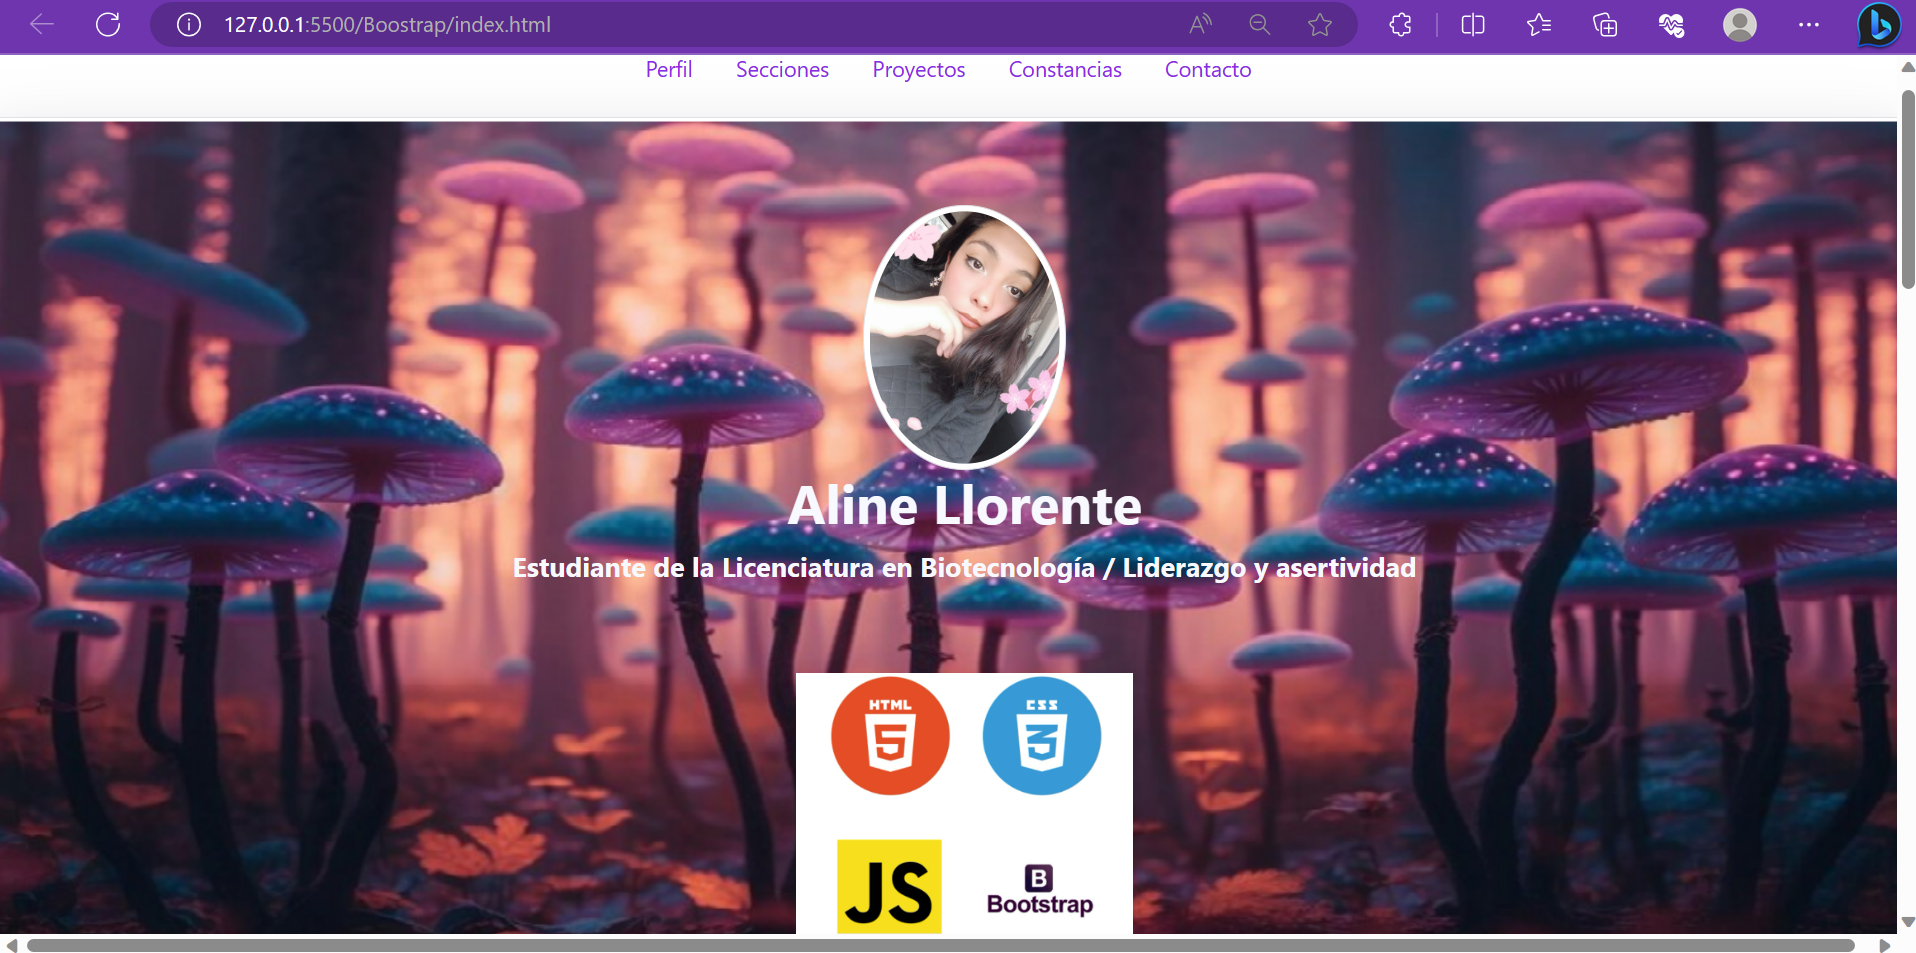 127.0.0.1:5500/Boostrap/index.html
Perfil Secciones Proyectos Constancias Contacto
Aline Llorente
Estudiante de la Licenciatura en Biotecnología / Liderazgo y asertividad
HTML CSS
5 3
JS B
Bootstrap